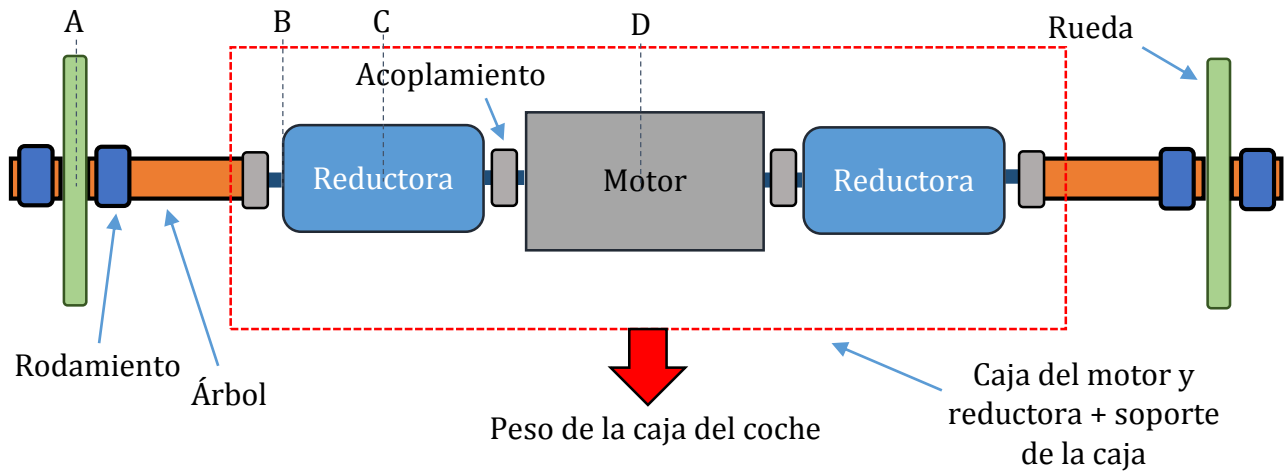 A
B
C
D
Rueda
Acoplamiento
Reductora
Motor
Reductora
Rodamiento
Árbol
Peso de la caja del coche
Caja del motor y
reductora + soporte
de la caja